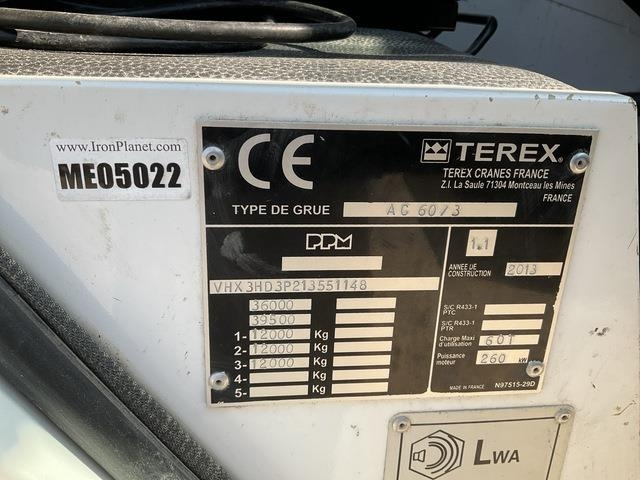 www.IronPlanet.com
ME05022
CE
TEREX®
TEREX CRANES FRANCE
Z.I. La Saule 71304 Montceau les Mines
FRANCE
TYPE DE GRUE AC 60/3
PPM
VHX3HD3P213551148
36000
39500
1- 12000 Kg
2- 12000 Kg
3- 12000 Kg
4- Kg
5- Kg
1.1
ANNEE DE
CONSTRUCTION 2013
S/C R433-1
PTC
S/C R433-1
PTR
Charge Maxi
d'utilisation 60T
Puissance
moteur 260 kW
MADE IN FRANCE N97515-29D
LWA